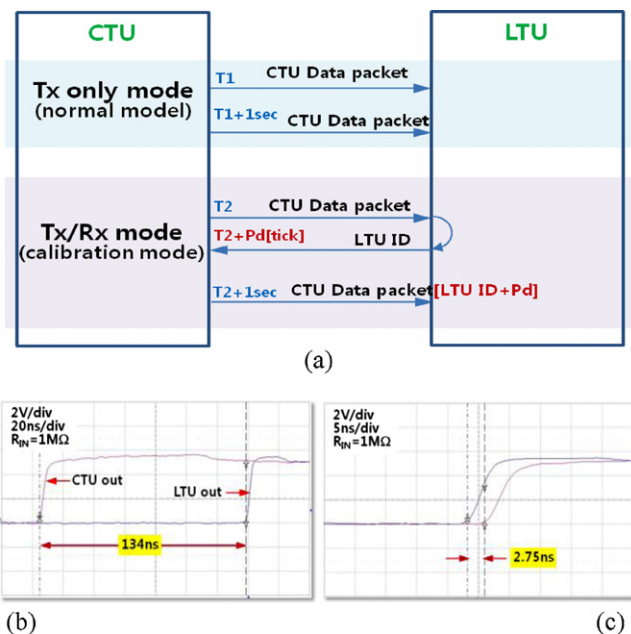 CTU
LTU
Tx only mode
(normal model)
T1 CTU Data packet
T1+1sec CTU Data packet
Tx/Rx mode
(calibration mode)
T2 CTU Data packet
T2+Pd[tick] LTU ID
T2+1sec CTU Data packet[LTU ID+Pd]
(a)
2V/div
20ns/div
RIN=1MΩ
CTU out
LTU out
134ns
(b)
2V/div
5ns/div
RIN=1MΩ
2.75ns
(c)